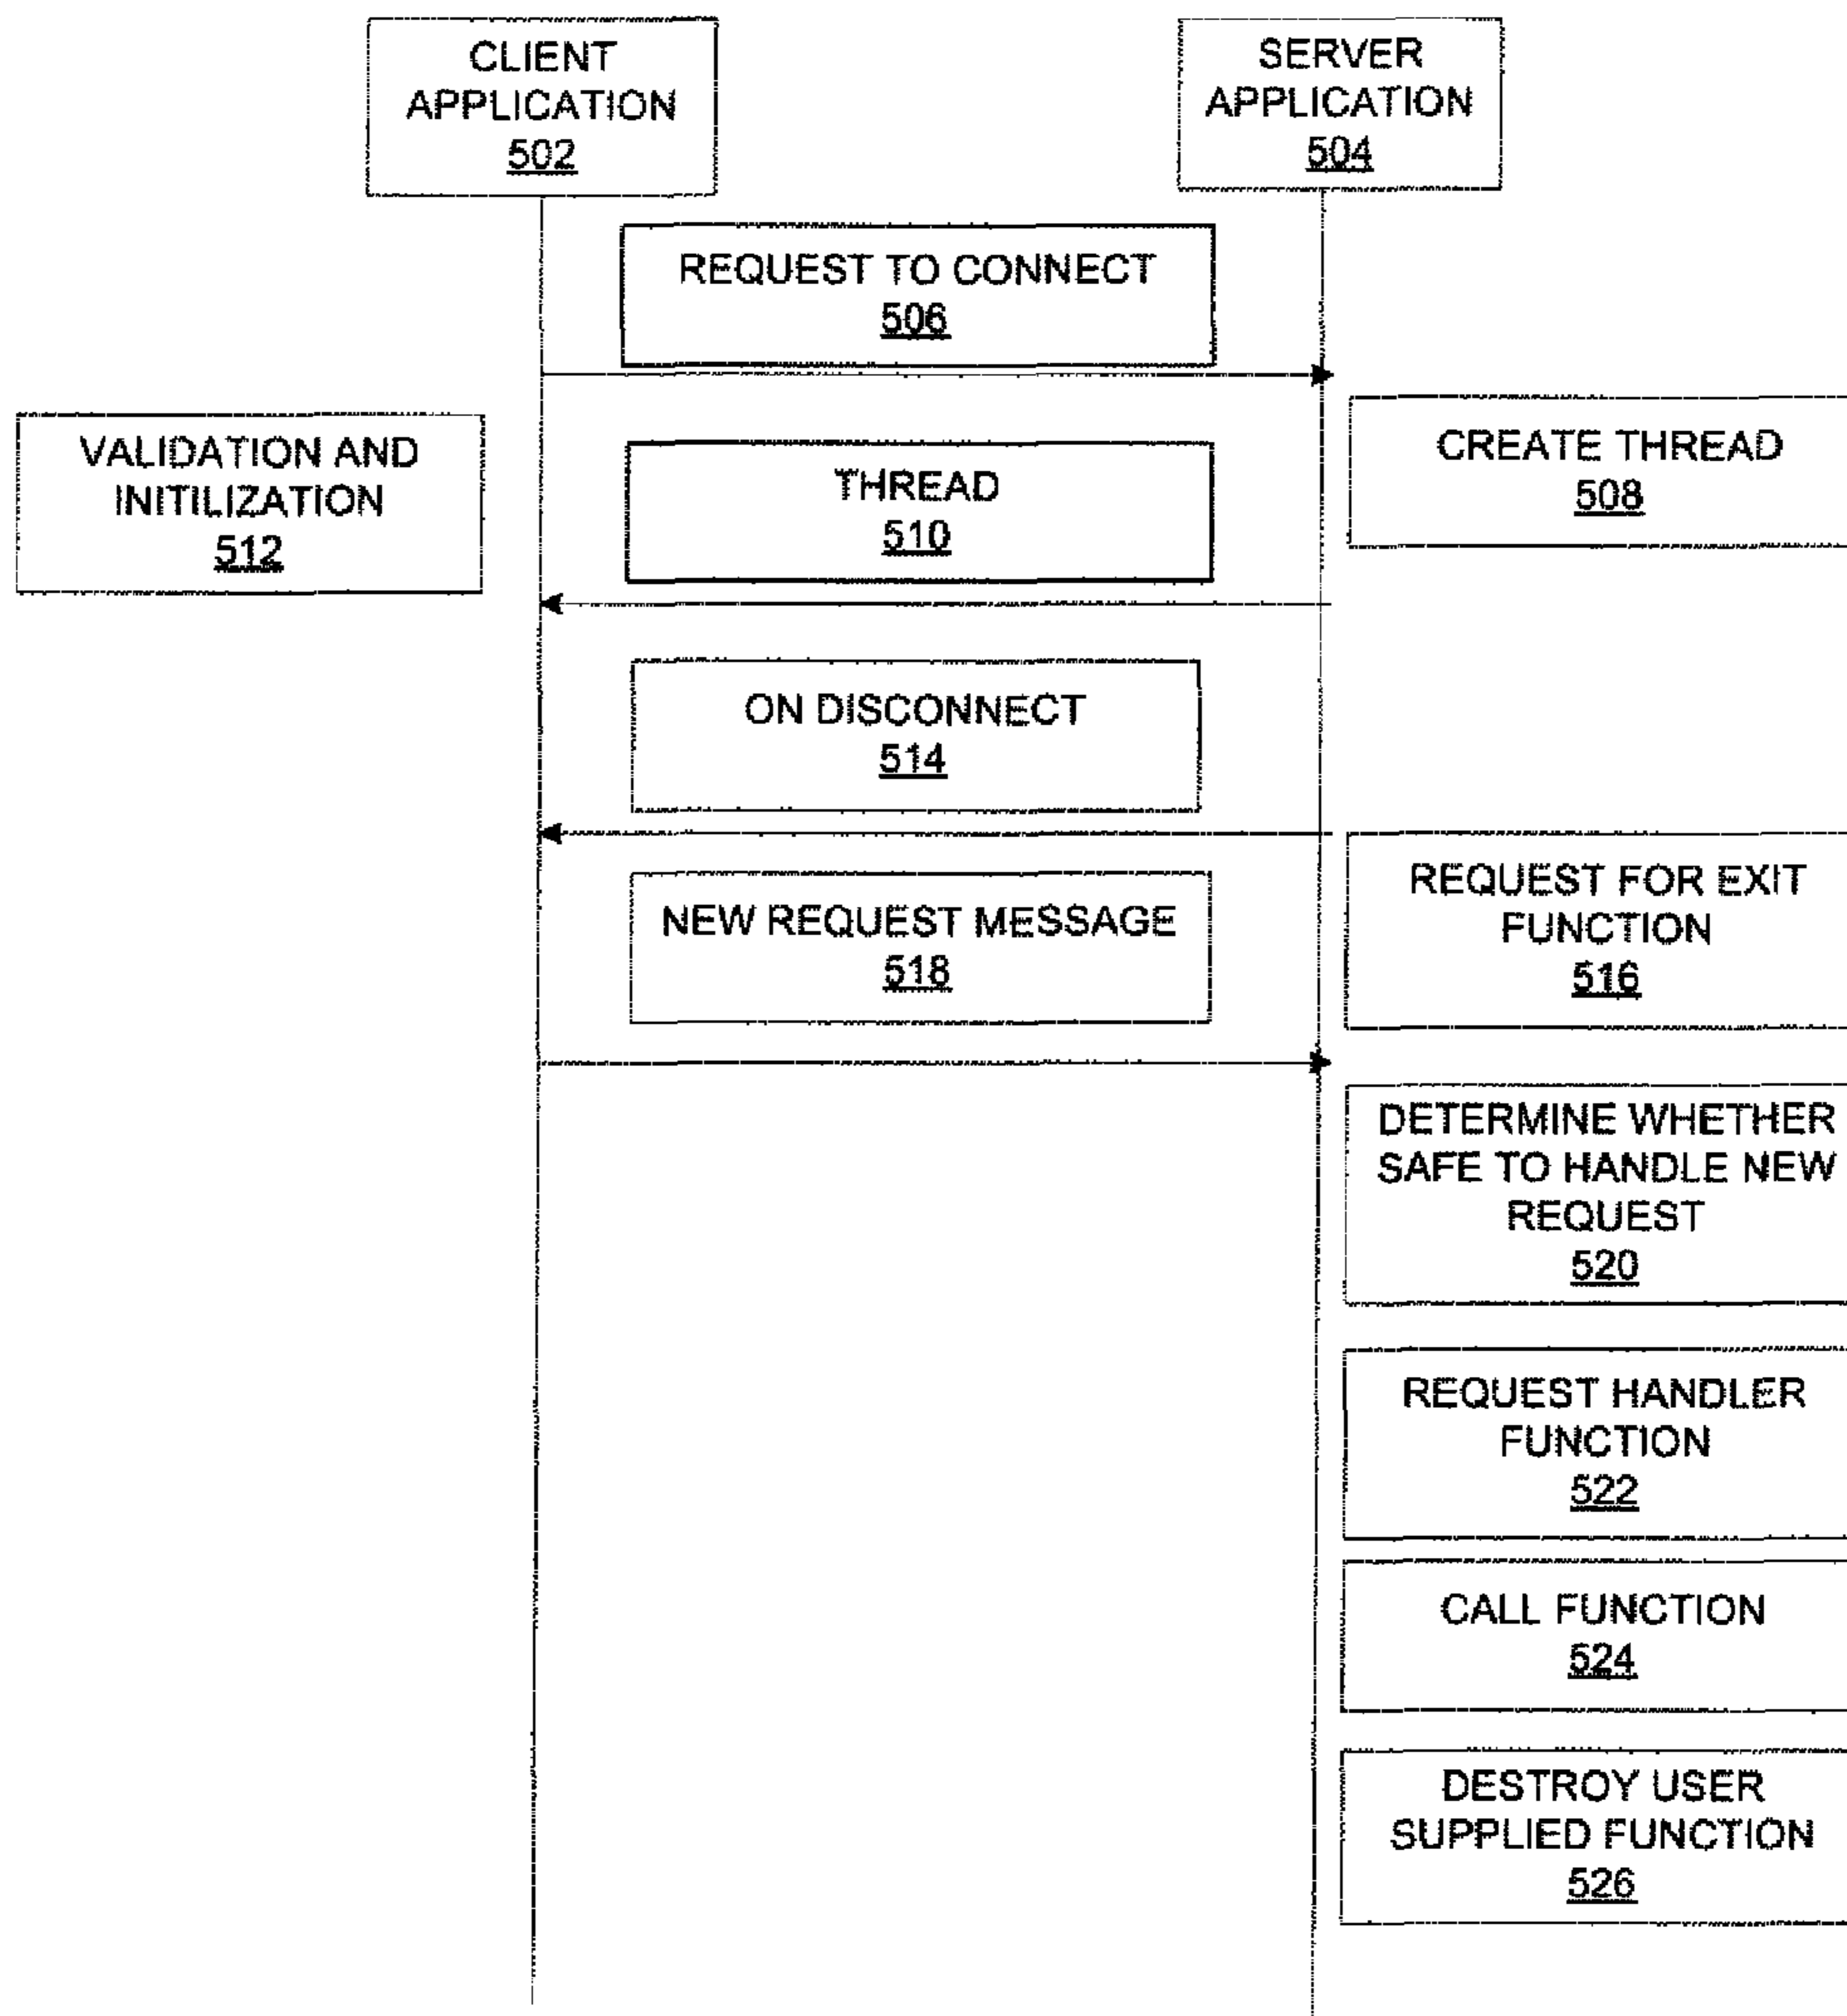 CLIENT
APPLICATION
502
SERVER
APPLICATION
504
REQUEST TO CONNECT
506
VALIDATION AND
INITILIZATION
512
THREAD
510
CREATE THREAD
508
ON DISCONNECT
514
NEW REQUEST MESSAGE
518
REQUEST FOR EXIT
FUNCTION
516
DETERMINE WHETHER
SAFE TO HANDLE NEW
REQUEST
520
REQUEST HANDLER
FUNCTION
522
CALL FUNCTION
524
DESTROY USER
SUPPLIED FUNCTION
526